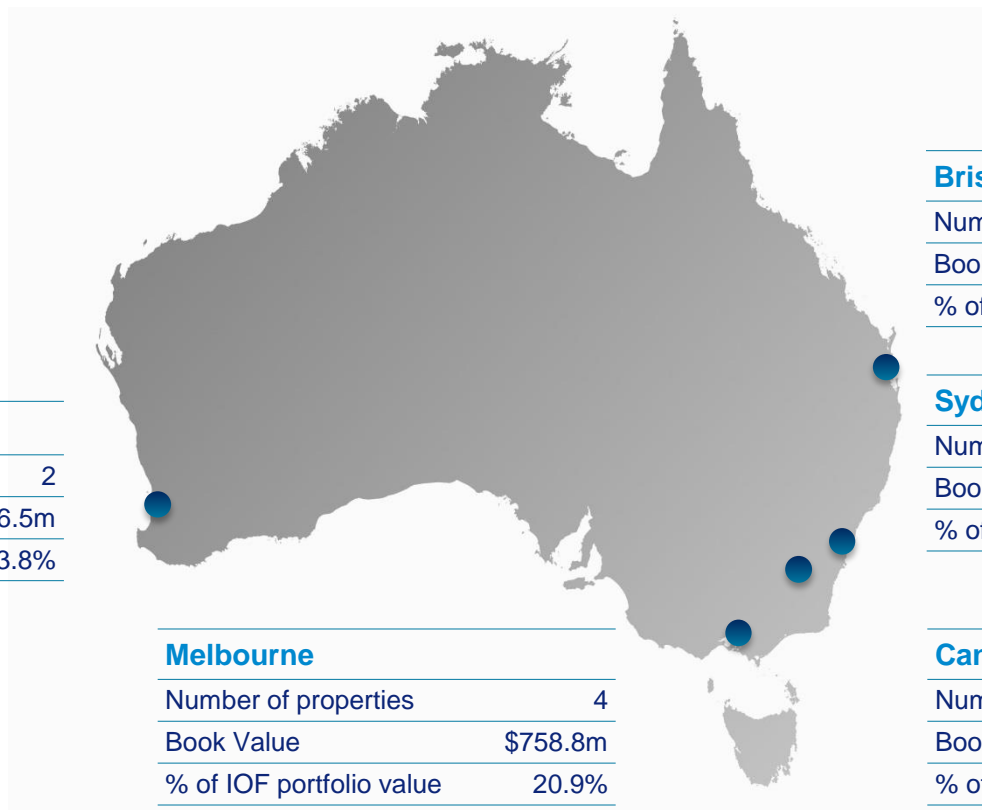 Bris
Num
Boo
% of
Syd
Num
Boo
% of
2
6.5m
3.8%
Melbourne
Number of properties 4
Book Value $758.8m
% of IOF portfolio value 20.9%
Can
Num
Boo
% of